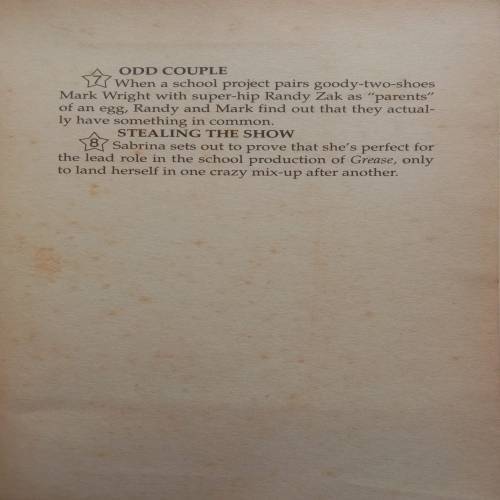 7 ODD COUPLE
When a school project pairs goody-two-shoes
Mark Wright with super-hip Randy Zak as “parents”
of an egg, Randy and Mark find out that they actual-
ly have something in common.
8 STEALING THE SHOW
Sabrina sets out to prove that she’s perfect for
the lead role in the school production of Grease, only
to land herself in one crazy mix-up after another.